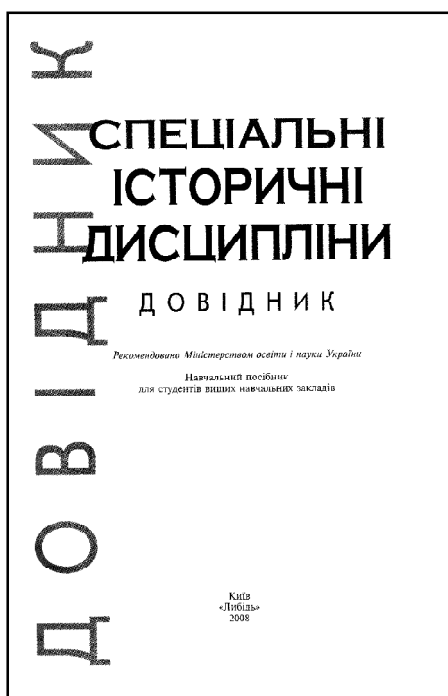 ДОВІДНИК
СПЕЦІАЛЬНІ
ІСТОРИЧНІ
ДИСЦИПЛІНИ
ДОВІДНИК
Рекомендовано Міністерством освіти і науки України
Навчальний посібник
для студентів вищих навчальних закладів
Київ
«Либідь»
2008